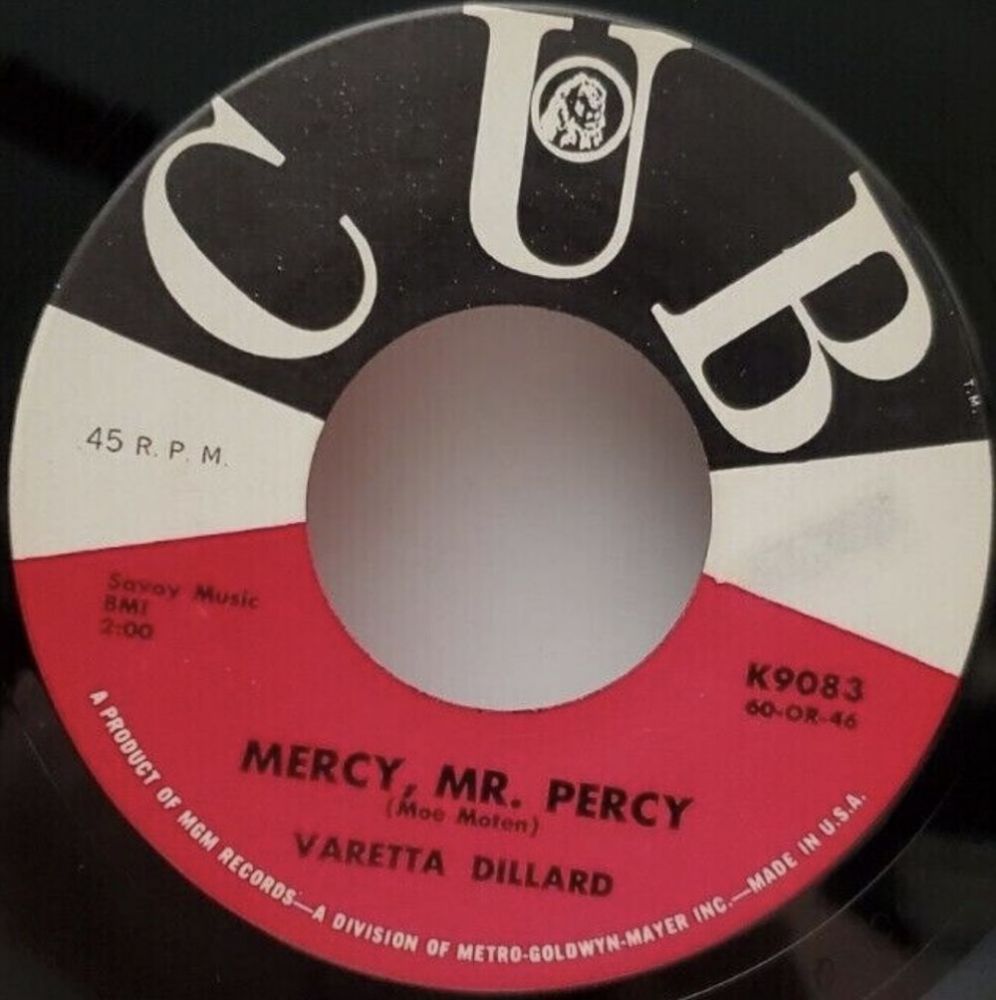 CUB
T.M.
45 R. P. M.
Savoy Music
BMI
2:00
K9083
60-OR-46
MERCY, MR. PERCY
(Moe Moten)
VARETTA DILLARD
A PRODUCT OF MGM RECORDS—A DIVISION OF METRO-GOLDWYN-MAYER INC.—MADE IN U.S.A.